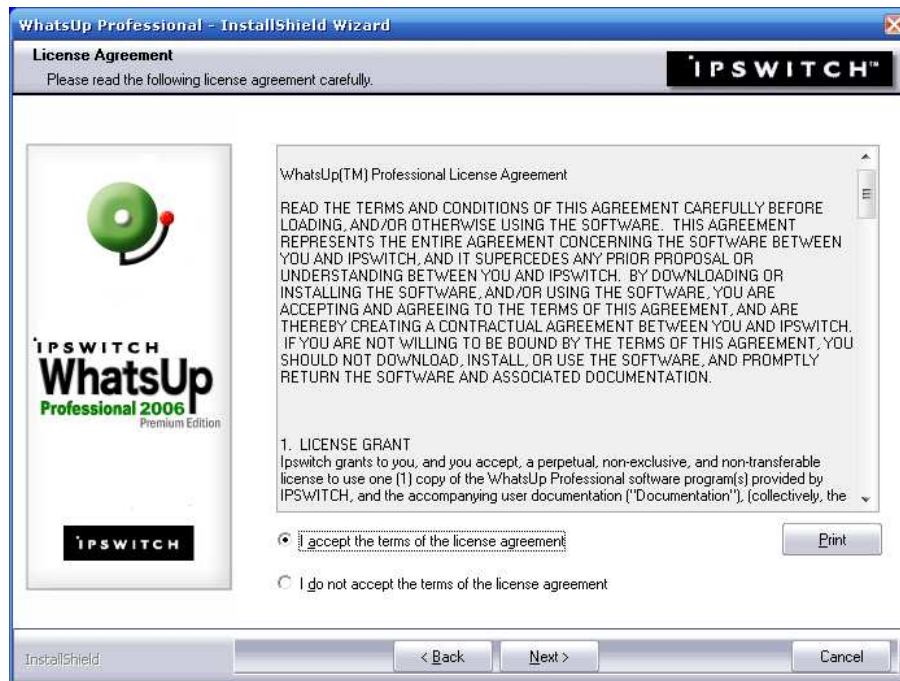 WhatsUp Professional - InstallShield Wizard
License Agreement
Please read the following license agreement carefully.
IPSWITCH™
WhatsUp(TM) Professional License Agreement
READ THE TERMS AND CONDITIONS OF THIS AGREEMENT CAREFULLY BEFORE
LOADING, AND/OR OTHERWISE USING THE SOFTWARE.  THIS AGREEMENT
REPRESENTS THE ENTIRE AGREEMENT CONCERNING THE SOFTWARE BETWEEN
YOU AND IPSWITCH, AND IT SUPERCEDES ANY PRIOR PROPOSAL OR
UNDERSTANDING BETWEEN YOU AND IPSWITCH.  BY DOWNLOADING OR
INSTALLING THE SOFTWARE, AND/OR USING THE SOFTWARE, YOU ARE
ACCEPTING AND AGREEING TO THE TERMS OF THIS AGREEMENT, AND ARE
THEREBY CREATING A CONTRACTUAL AGREEMENT BETWEEN YOU AND IPSWITCH.
IF YOU ARE NOT WILLING TO BE BOUND BY THE TERMS OF THIS AGREEMENT, YOU
SHOULD NOT DOWNLOAD, INSTALL, OR USE THE SOFTWARE, AND PROMPTLY
RETURN THE SOFTWARE AND ASSOCIATED DOCUMENTATION.
1.  LICENSE GRANT
Ipswitch grants to you, and you accept, a perpetual, non-exclusive, and non-transferable
license to use one (1) copy of the WhatsUp Professional software program(s) provided by
IPSWITCH, and the accompanying user documentation ("Documentation"), (collectively, the
IPSWITCH
WhatsUp
Professional 2006
Premium Edition
IPSWITCH
I accept the terms of the license agreement
Print
I do not accept the terms of the license agreement
InstallShield
< Back
Next >
Cancel